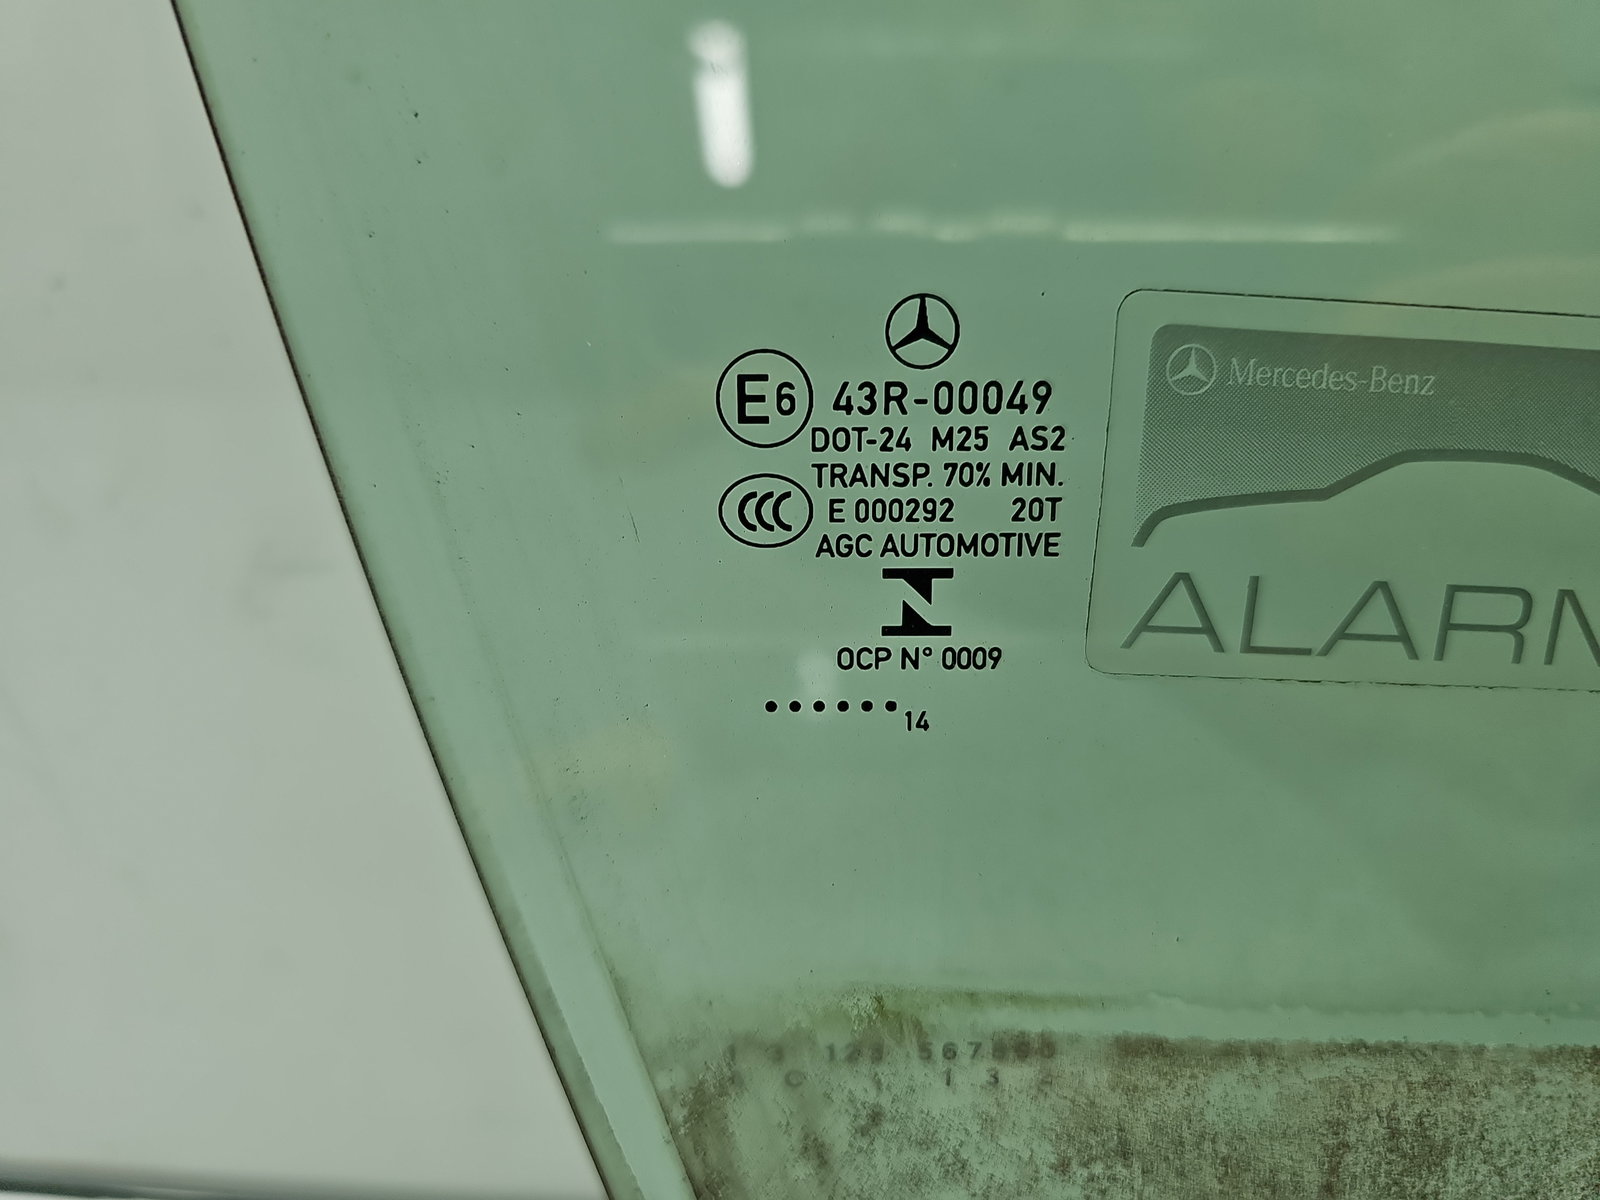 E6 43R-00049
DOT-24 M25 AS2
TRANSP. 70% MIN.
CCC E 000292 20T
AGC AUTOMOTIVE
N
OCP N° 0009
......14
Mercedes-Benz
ALARM